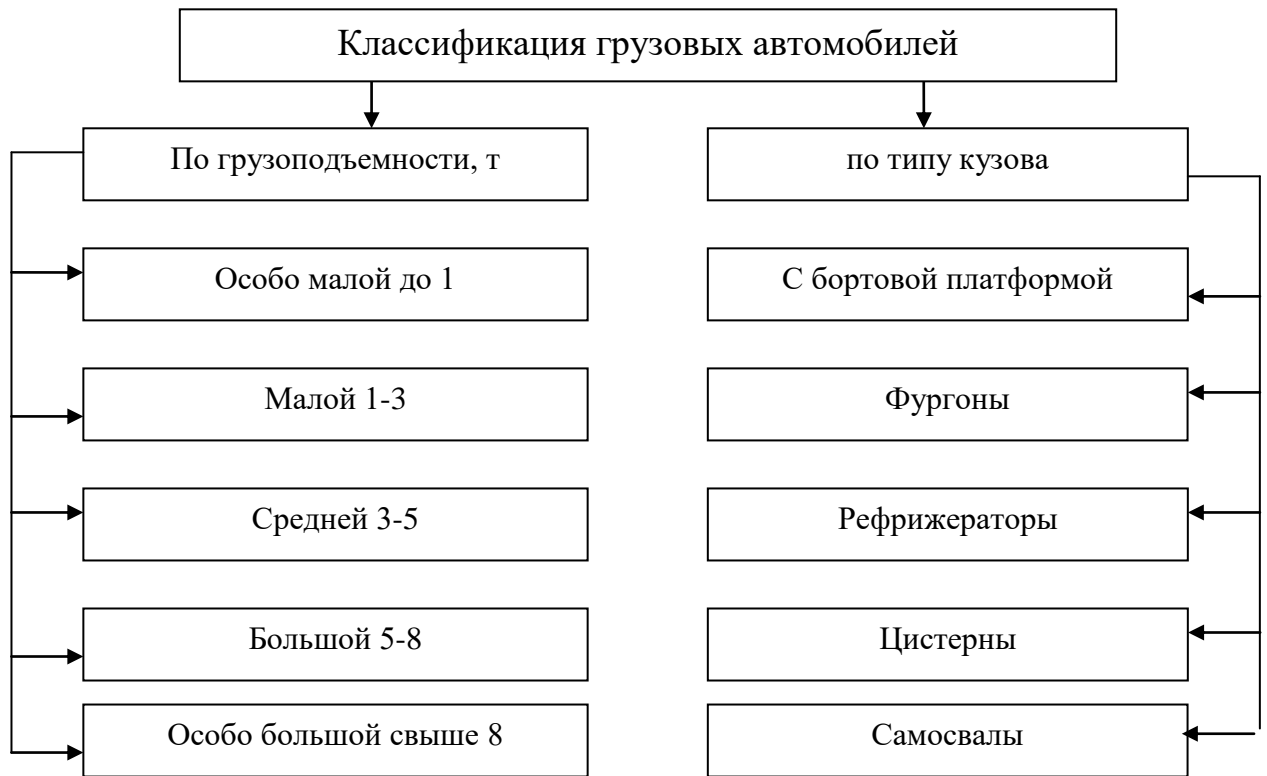 Классификация грузовых автомобилей
По грузоподъемности, т
по типу кузова
Особо малой до 1
С бортовой платформой
Малой 1-3
Фургоны
Средней 3-5
Рефрижераторы
Большой 5-8
Цистерны
Особо большой свыше 8
Самосвалы